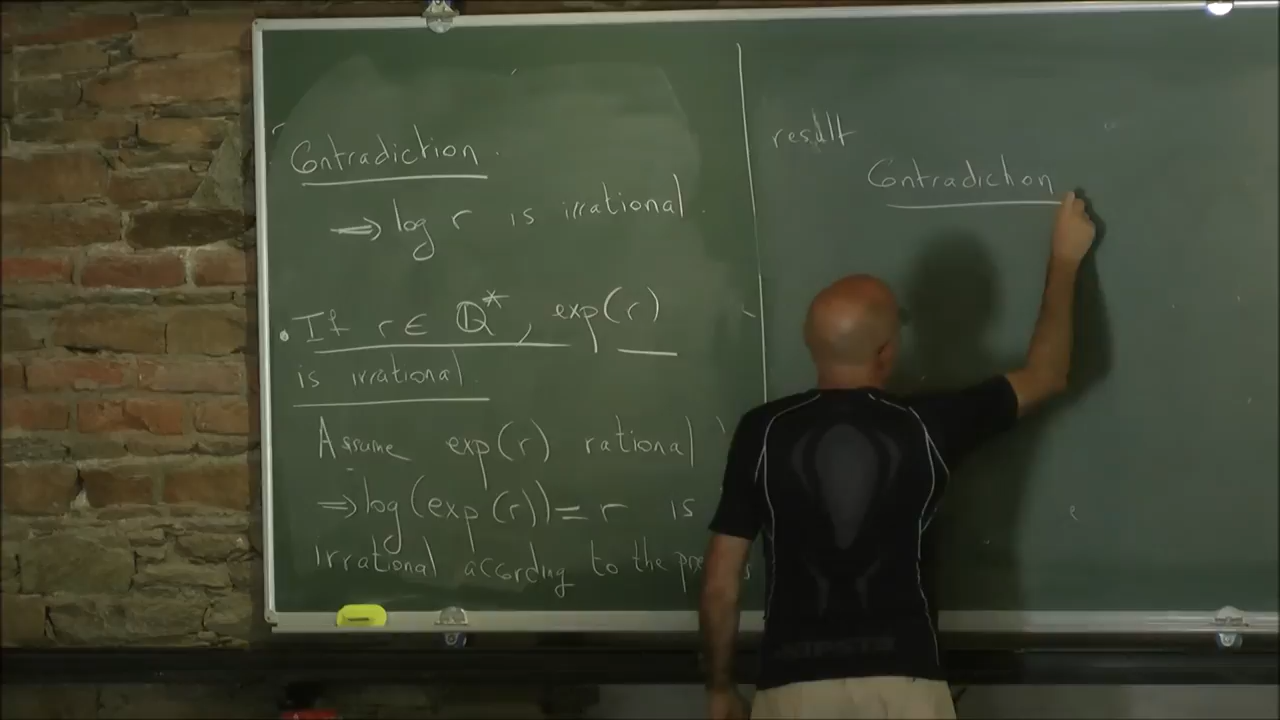 Contradiction.
⟹ log r is irrational.
• If r ∈ ℚ*, exp(r)
is irrational.
Assume exp(r) rational
⟹ log(exp(r)) = r is
irrational according to the
result
Contradiction